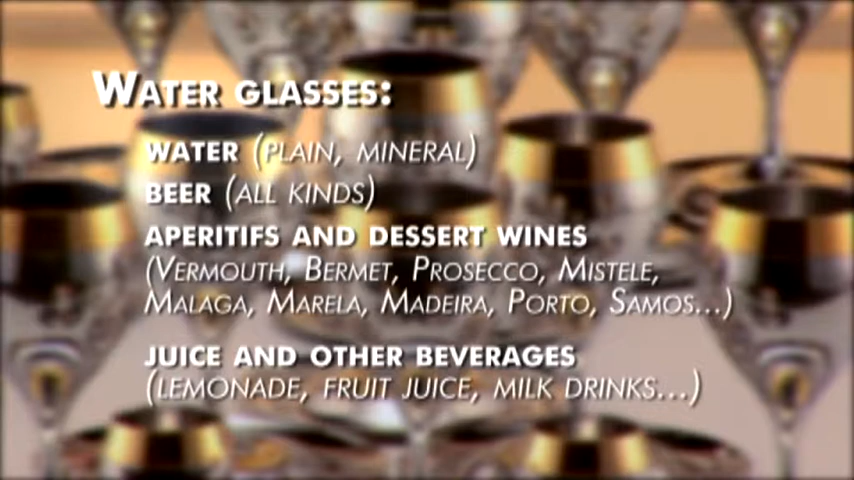 WATER GLASSES:
WATER (PLAIN, MINERAL)
BEER (ALL KINDS)
APERITIFS AND DESSERT WINES
(VERMOUTH, BERMET, PROSECCO, MISTELE,
MALAGA, MARELA, MADEIRA, PORTO, SAMOS...)
JUICE AND OTHER BEVERAGES
(LEMONADE, FRUIT JUICE, MILK DRINKS...)